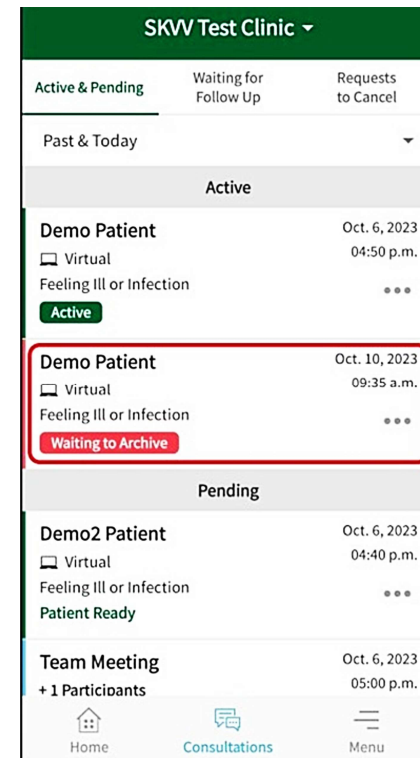 SKVV Test Clinic
Active & Pending
Waiting for
Follow Up
Requests
to Cancel
Past & Today
Active
Demo Patient
Oct. 6, 2023
Virtual
04:50 p.m.
Feeling Ill or Infection
Active
Demo Patient
Oct. 10, 2023
Virtual
09:35 a.m.
Feeling Ill or Infection
Waiting to Archive
Pending
Demo2 Patient
Oct. 6, 2023
Virtual
04:40 p.m.
Feeling Ill or Infection
Patient Ready
Team Meeting
Oct. 6, 2023
+ 1 Participants
05:00 p.m.
Home
Consultations
Menu